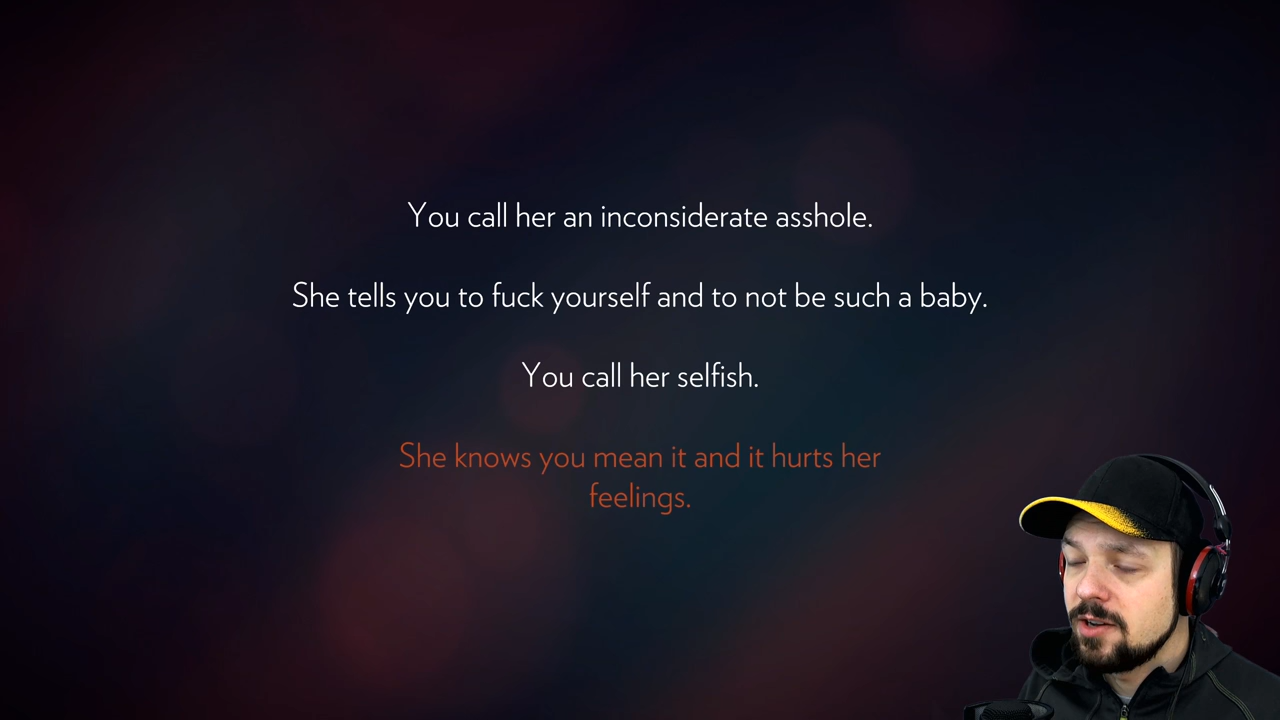 You call her an inconsiderate asshole.
She tells you to fuck yourself and to not be such a baby.
You call her selfish.
She knows you mean it and it hurts her
feelings.